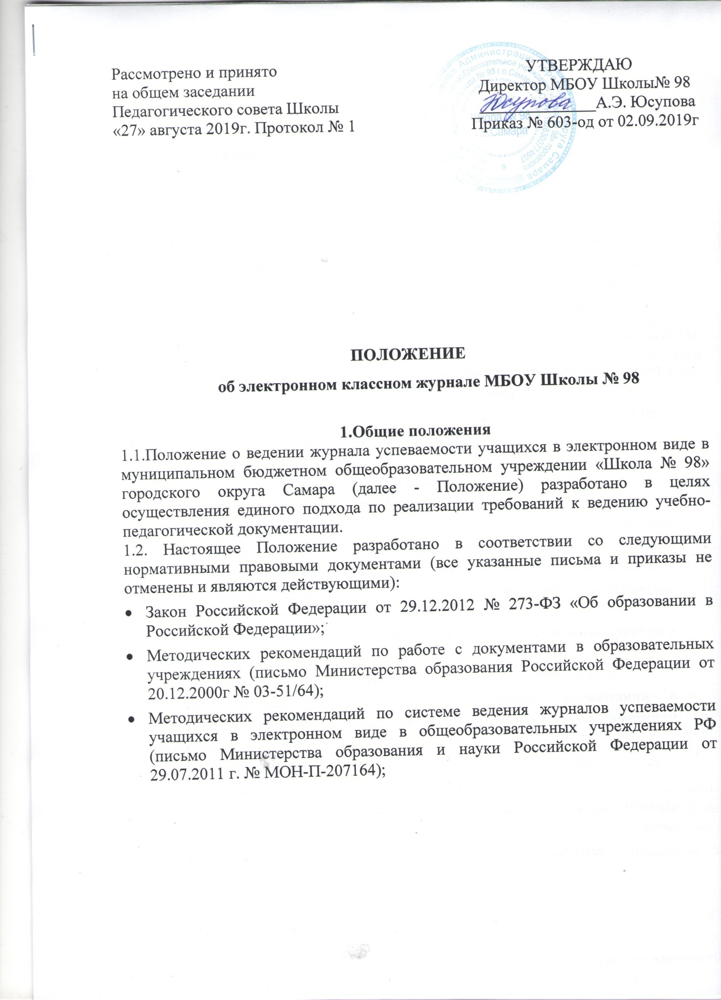 Рассмотрено и принято
на общем заседании
Педагогического совета Школы
«27» августа 2019г. Протокол № 1
УТВЕРЖДАЮ
Директор МБОУ Школы№ 98
Юсупова А.Э. Юсупова
Приказ № 603-од от 02.09.2019г
Школа № 98
Самара
ПОЛОЖЕНИЕ
об электронном классном журнале МБОУ Школы № 98
1.Общие положения
1.1.Положение о ведении журнала успеваемости учащихся в электронном виде в
муниципальном бюджетном общеобразовательном учреждении «Школа № 98»
городского округа Самара (далее - Положение) разработано в целях
осуществления единого подхода по реализации требований к ведению учебно-
педагогической документации.
1.2. Настоящее Положение разработано в соответствии со следующими
нормативными правовыми документами (все указанные письма и приказы не
отменены и являются действующими):
• Закон Российской Федерации от 29.12.2012 № 273-ФЗ «Об образовании в
Российской Федерации»;
• Методических рекомендаций по работе с документами в образовательных
учреждениях (письмо Министерства образования Российской Федерации от
20.12.2000г № 03-51/64);
• Методических рекомендаций по системе ведения журналов успеваемости
учащихся в электронном виде в общеобразовательных учреждениях РФ
(письмо Министерства образования и науки Российской Федерации от
29.07.2011 г. № МОН-П-207164);